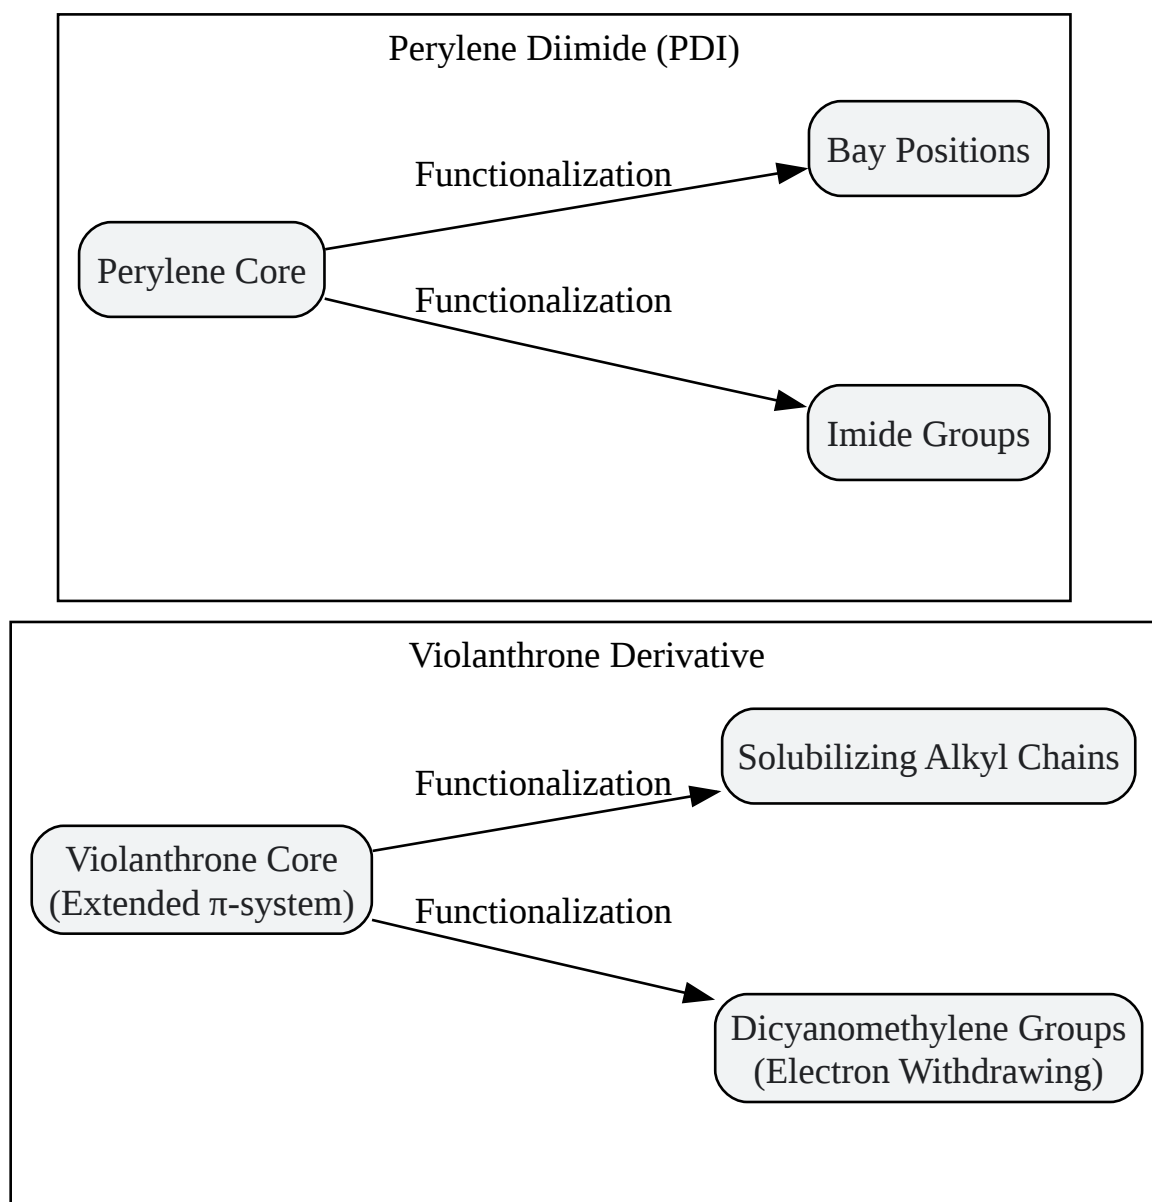 Perylene Diimide (PDI)
Bay Positions
Functionalization
Perylene Core
Functionalization
Imide Groups
Violanthrone Derivative
Solubilizing Alkyl Chains
Functionalization
Violanthrone Core
(Extended π-system)
Functionalization
Dicyanomethylene Groups
(Electron Withdrawing)